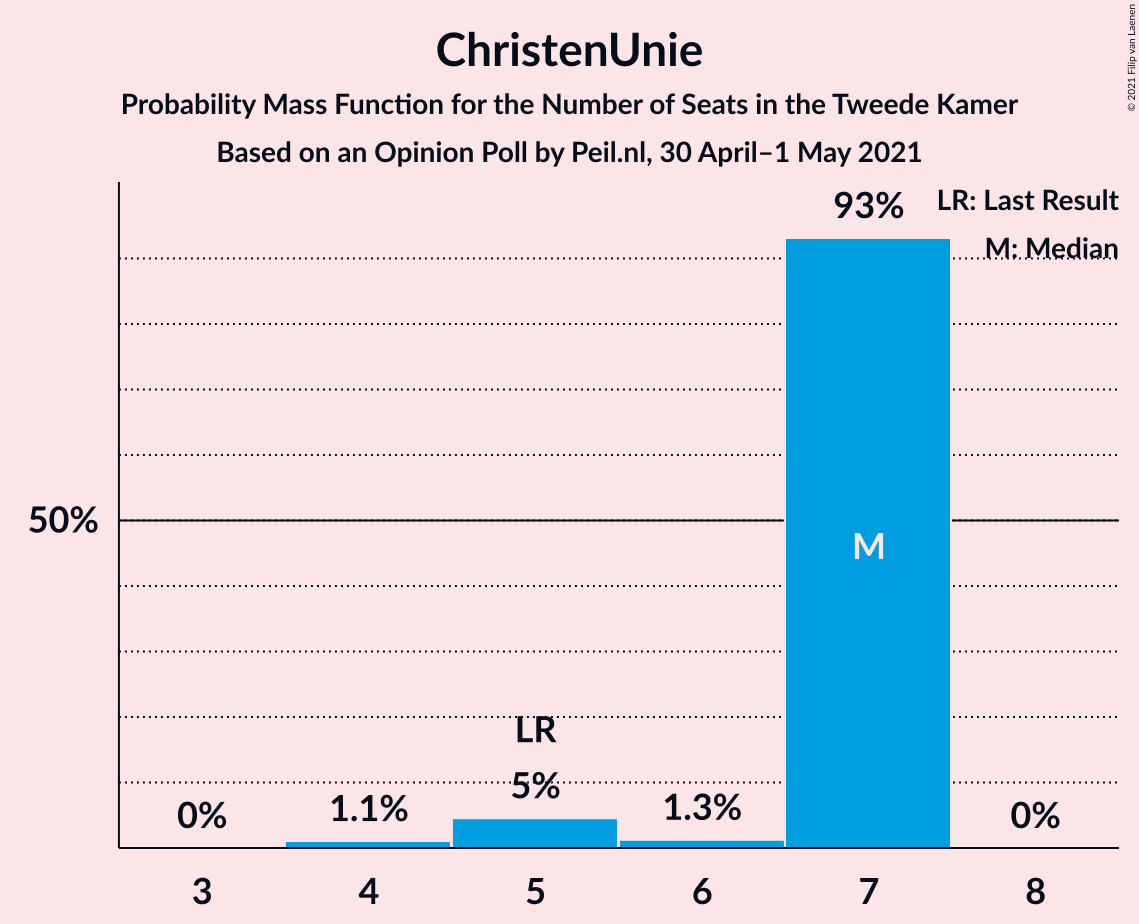 ChristenUnie
Probability Mass Function for the Number of Seats in the Tweede Kamer
Based on an Opinion Poll by Peil.nl, 30 April–1 May 2021
© 2021 Filip van Laenen
LR: Last Result
M: Median
93%
50%
M
LR
0%
1.1%
5%
1.3%
0%
3
4
5
6
7
8